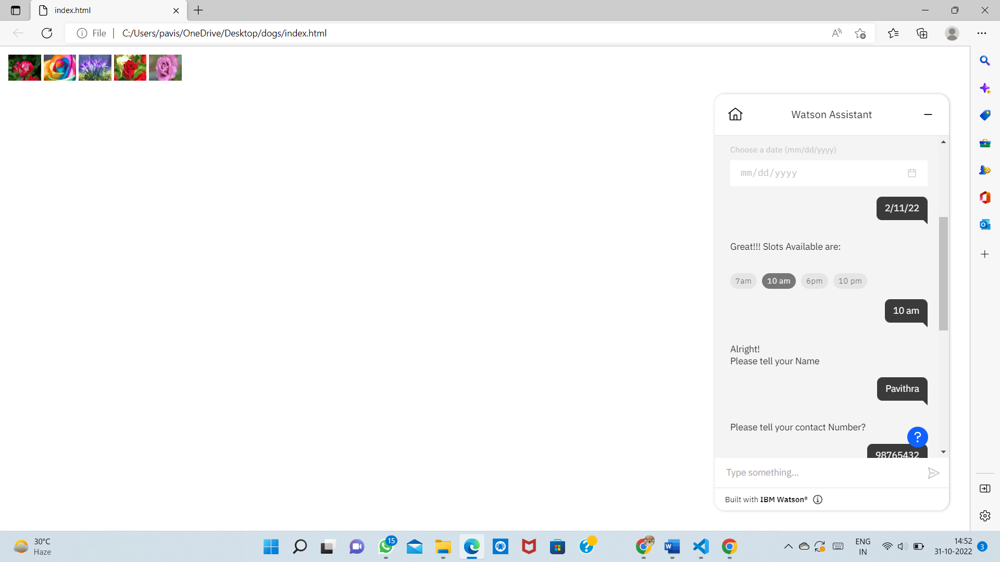 index.html
File
C:/Users/pavis/OneDrive/Desktop/dogs/index.html
Watson Assistant
Choose a date (mm/dd/yyyy)
mm/dd/yyyy
2/11/22
Great!!! Slots Available are:
7am 10 am 6pm 10 pm
10 am
Alright!
Please tell your Name
Pavithra
Please tell your contact Number?
?
98765432
Type something...
Built with IBM Watson®
30°C
Haze
15
ENG
IN
14:52
31-10-2022
3